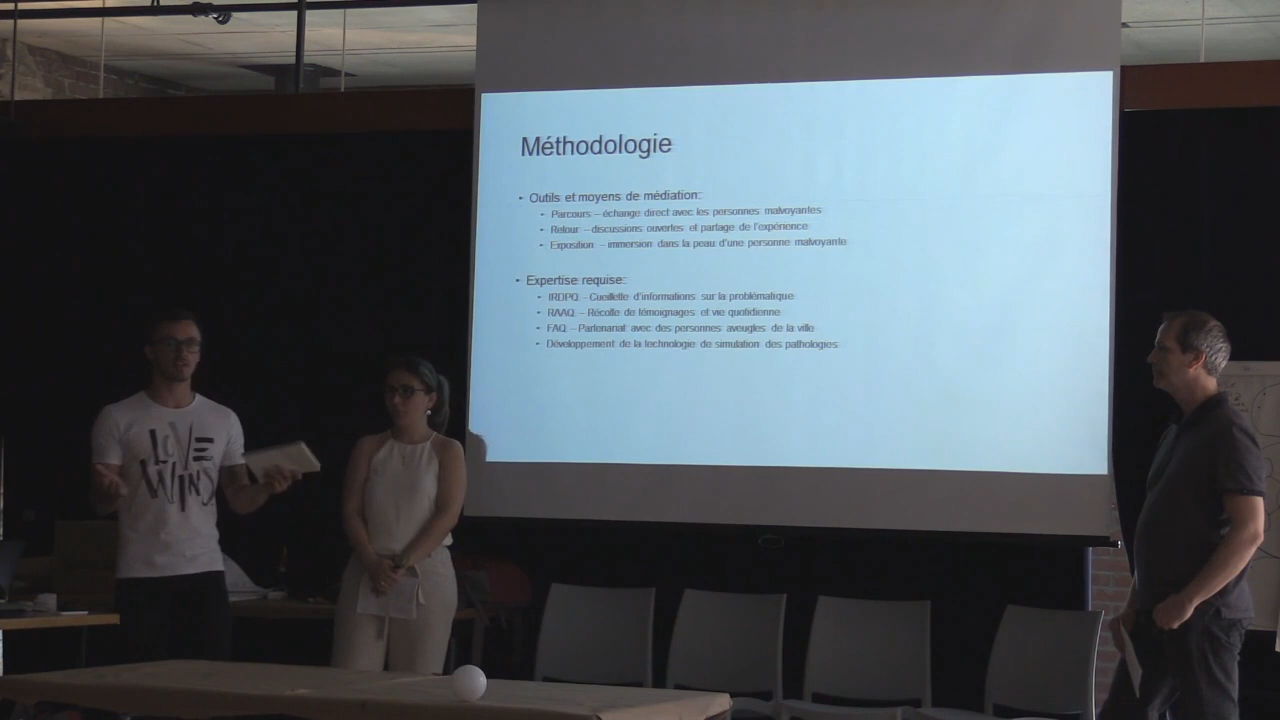 Méthodologie
• Outils et moyens de médiation:
• Parcours – échange direct avec les personnes malvoyantes
• Retour – discussions ouvertes et partage de l'expérience
• Exposition – immersion dans la peau d'une personne malvoyante
• Expertise requise:
• IRDPQ - Cueillette d'informations sur la problématique
• RAAQ – Récolte de témoignages et vie quotidienne
• FAQ – Partenariat avec des personnes aveugles de la ville
• Développement de la technologie de simulation des pathologies
LOVE
WINS